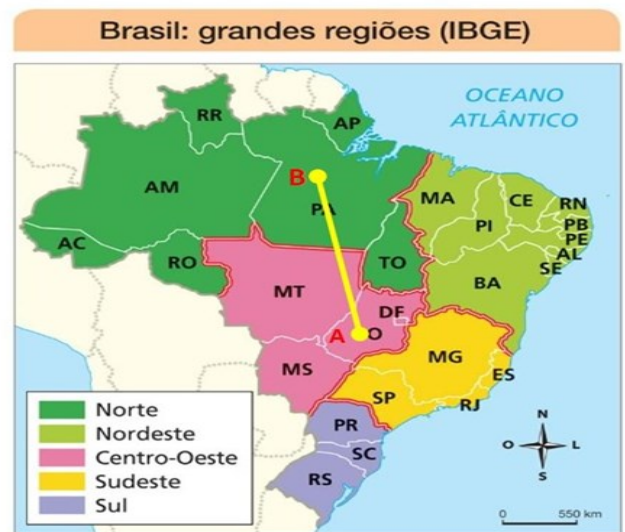 Brasil: grandes regiões (IBGE)
OCEANO
ATLÂNTICO
RR
AP
AM
B
PA
MA
CE
RN
PB
PE
AL
SE
PI
AC
RO
TO
BA
MT
DF
A
O
MG
ES
MS
SP
RJ
PR
SC
RS
Norte
Nordeste
Centro-Oeste
Sudeste
Sul
N
O
L
S
0 550 km